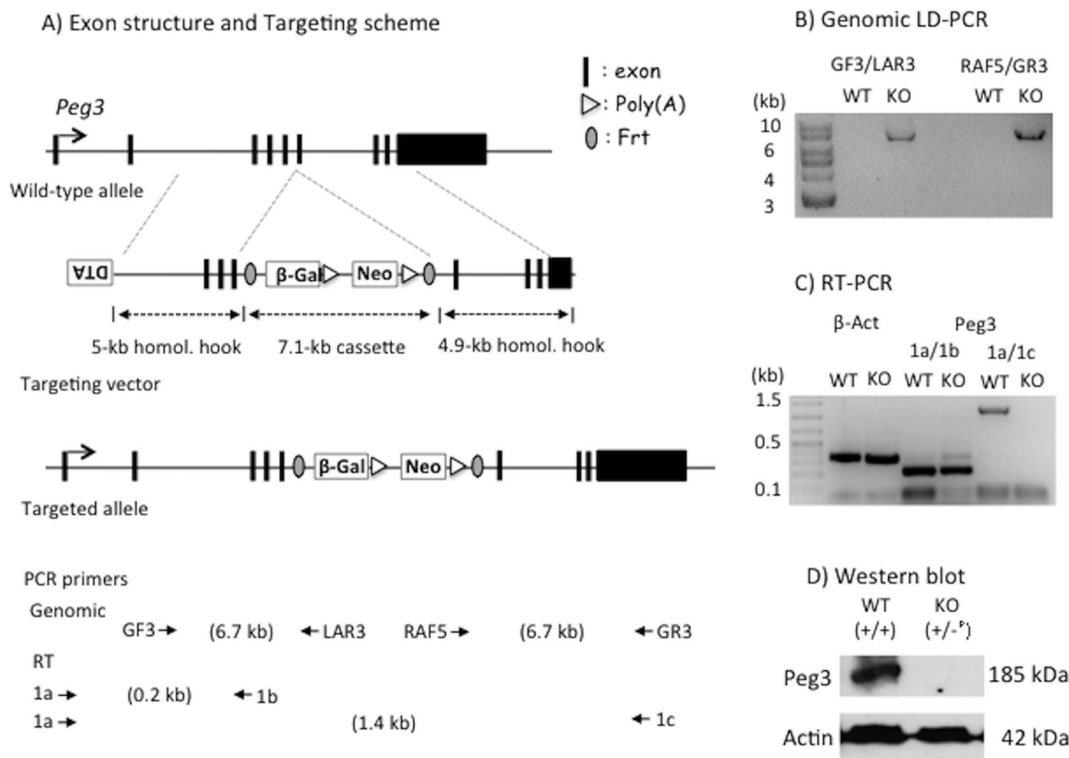 A) Exon structure and Targeting scheme
Peg3
: exon
: Poly(A)
: Frt
Wild-type allele
DTA
β-Gal
Neo
5-kb homol. hook
7.1-kb cassette
4.9-kb homol. hook
Targeting vector
β-Gal
Neo
Targeted allele
PCR primers
Genomic
GF3 (6.7 kb) LAR3 RAF5 (6.7 kb) GR3
RT
1a (0.2 kb) 1b
1a (1.4 kb) 1c
B) Genomic LD-PCR
GF3/LAR3 RAF5/GR3
(kb) WT KO WT KO
10
6
4
3
C) RT-PCR
β-Act Peg3
1a/1b 1a/1c
(kb) WT KO WT KO WT KO
1.5
0.5
0.1
D) Western blot
WT KO
(+/+) (+/-ᴾ)
Peg3 185 kDa
Actin 42 kDa